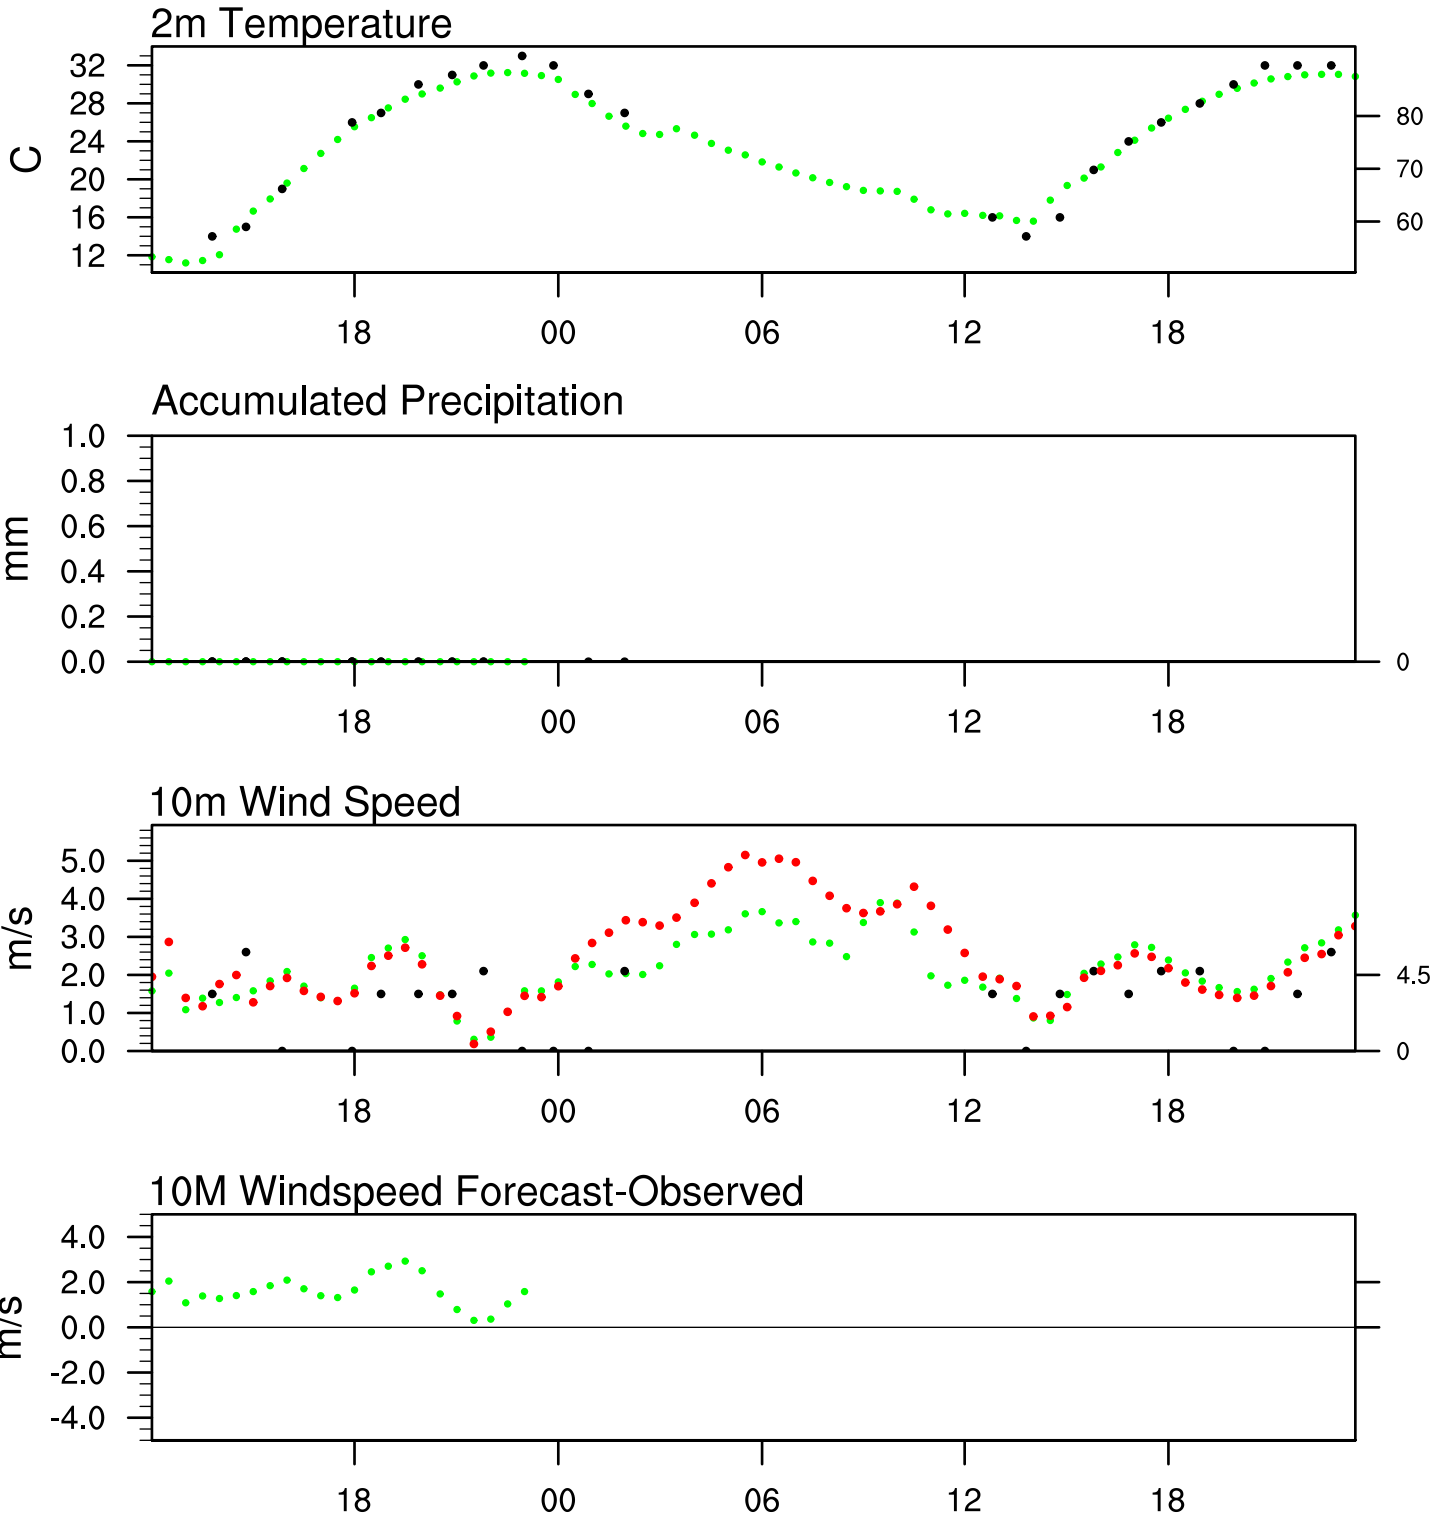 2m Temperature
32
28
24
20
16
12
C
80
70
60
18 00 06 12 18
Accumulated Precipitation
1.0
0.8
0.6
0.4
0.2
0.0
mm
0
18 00 06 12 18
10m Wind Speed
5.0
4.0
3.0
2.0
1.0
0.0
m/s
4.5
0
18 00 06 12 18
10M Windspeed Forecast-Observed
4.0
2.0
0.0
-2.0
-4.0
m/s
18 00 06 12 18